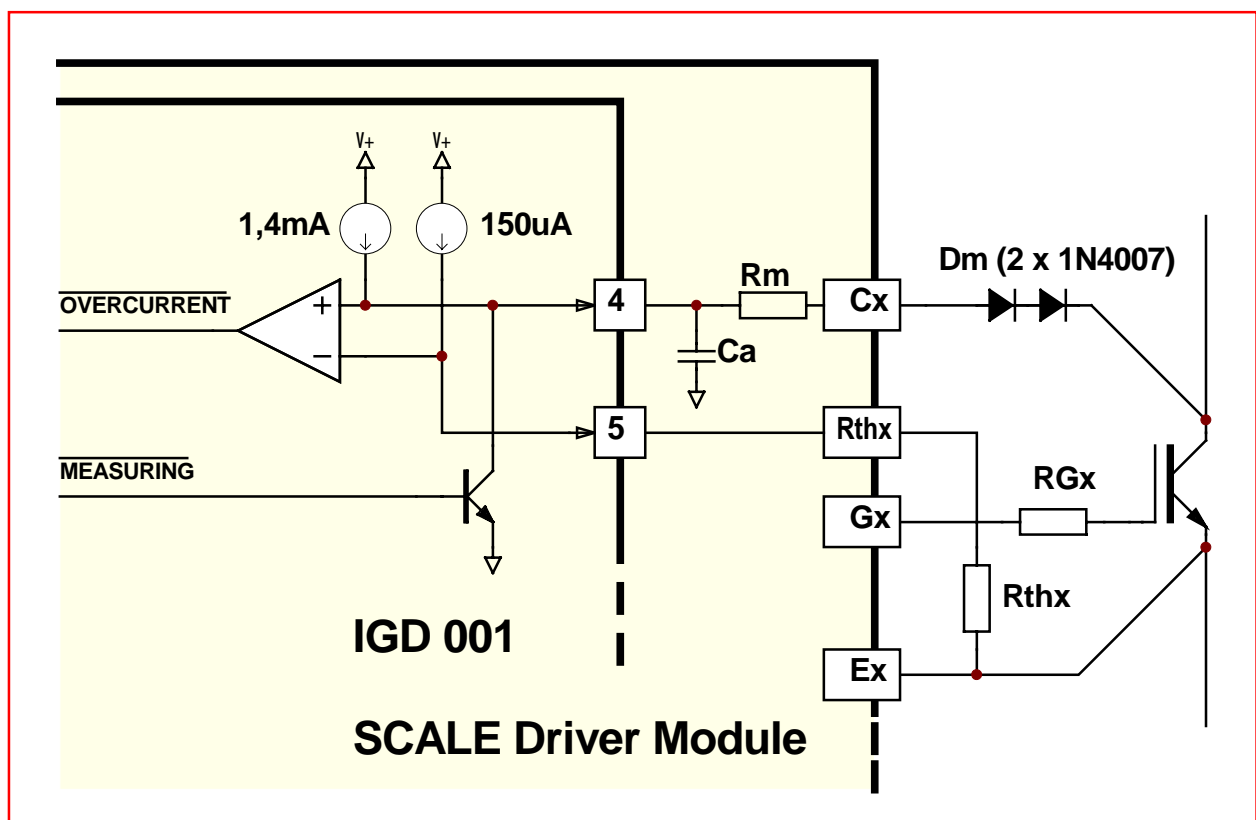 V+ V+
1,4mA 150uA
Dm (2 x 1N4007)
Rm
OVERCURRENT
+
4
Cx
−
Ca
5
Rthx
MEASURING
RGx
Gx
Rthx
IGD 001
Ex
SCALE Driver Module